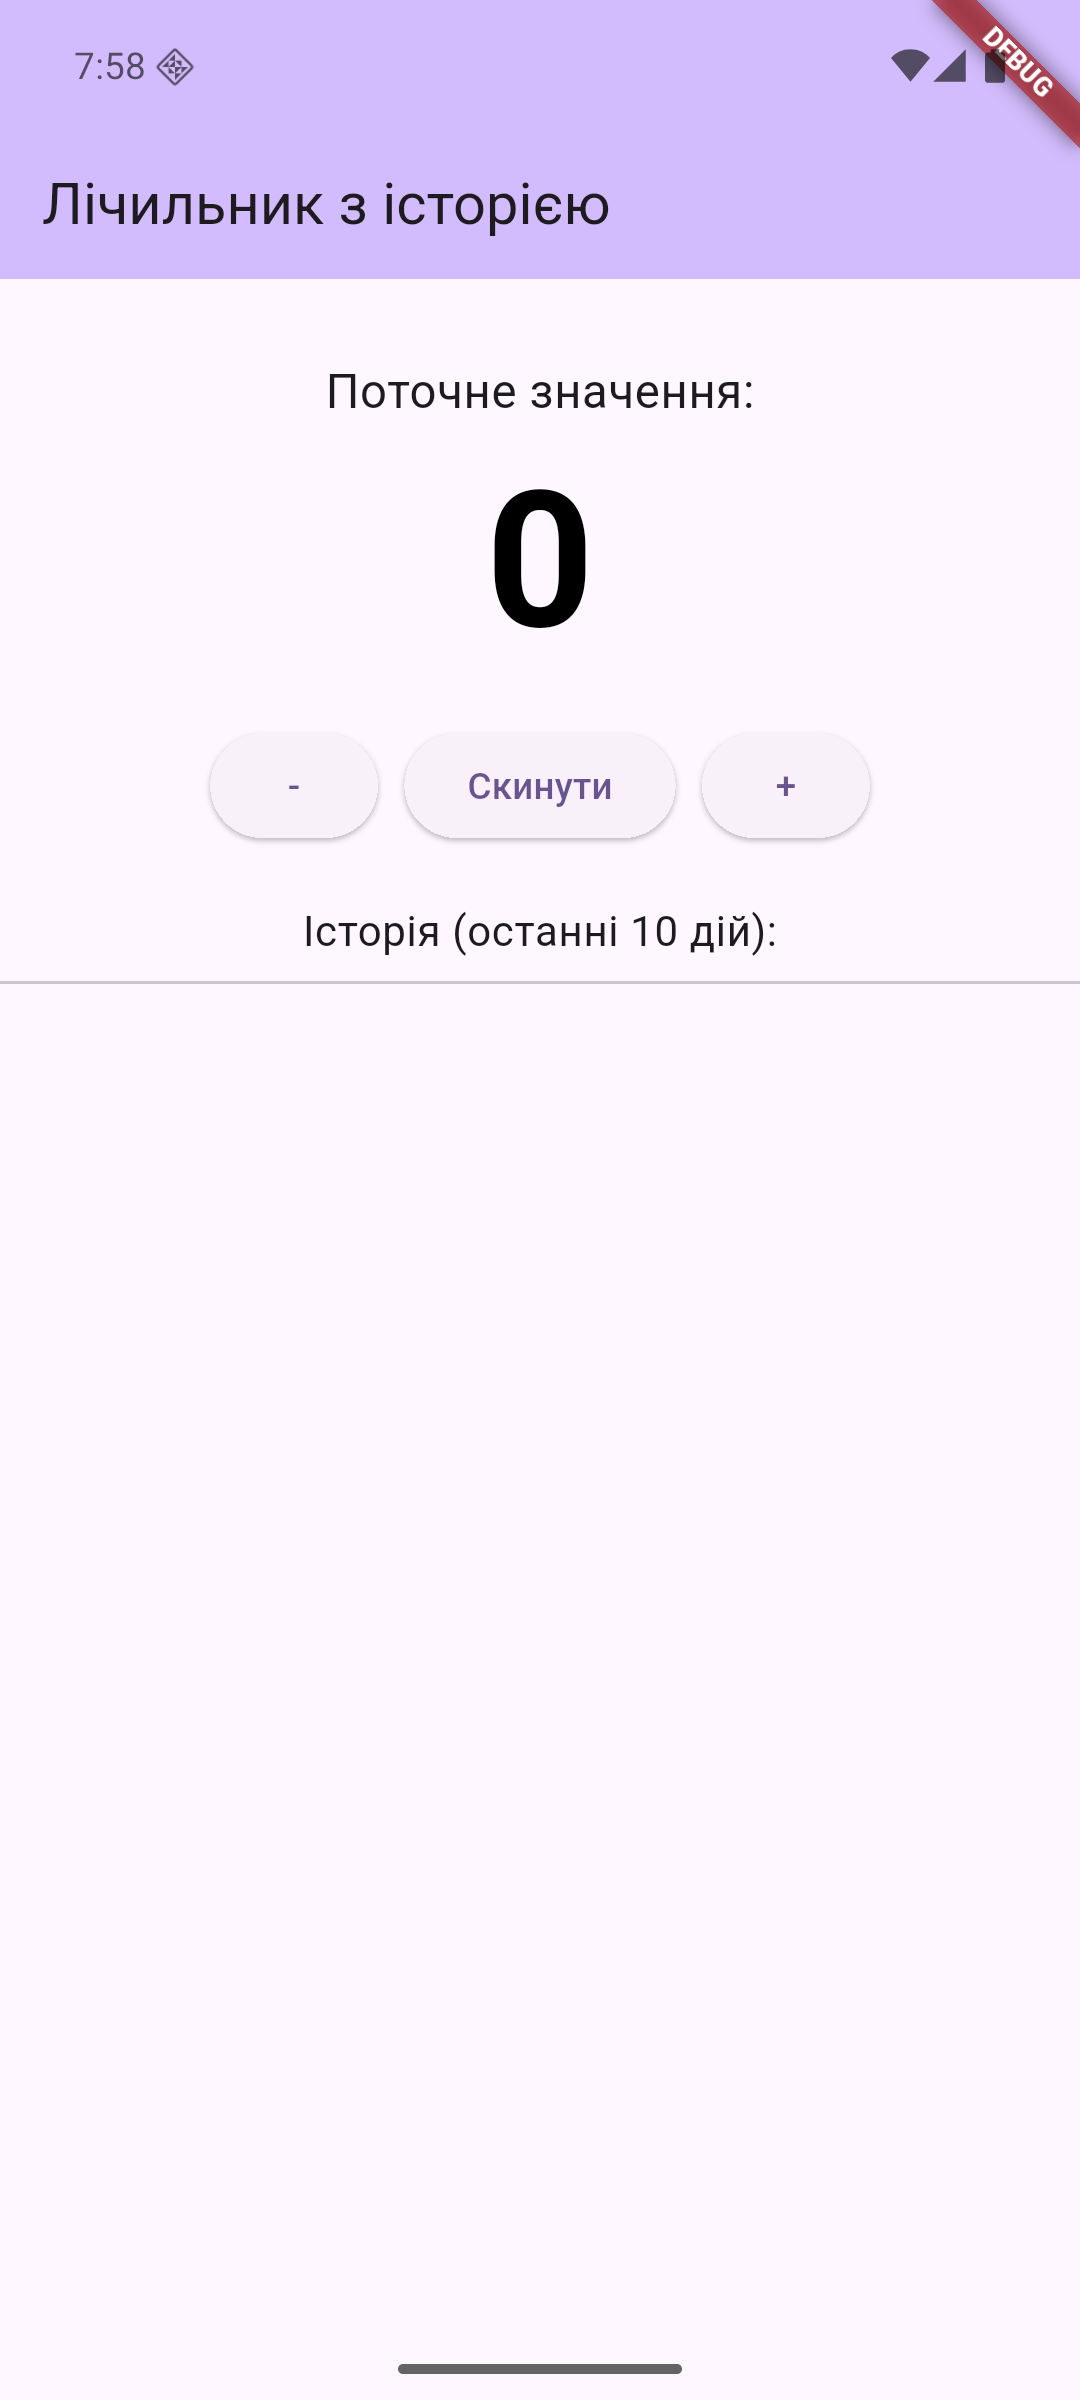 7:58
DEBUG
Лічильник з історією
Поточне значення:
0
- Скинути +
Історія (останні 10 дій):